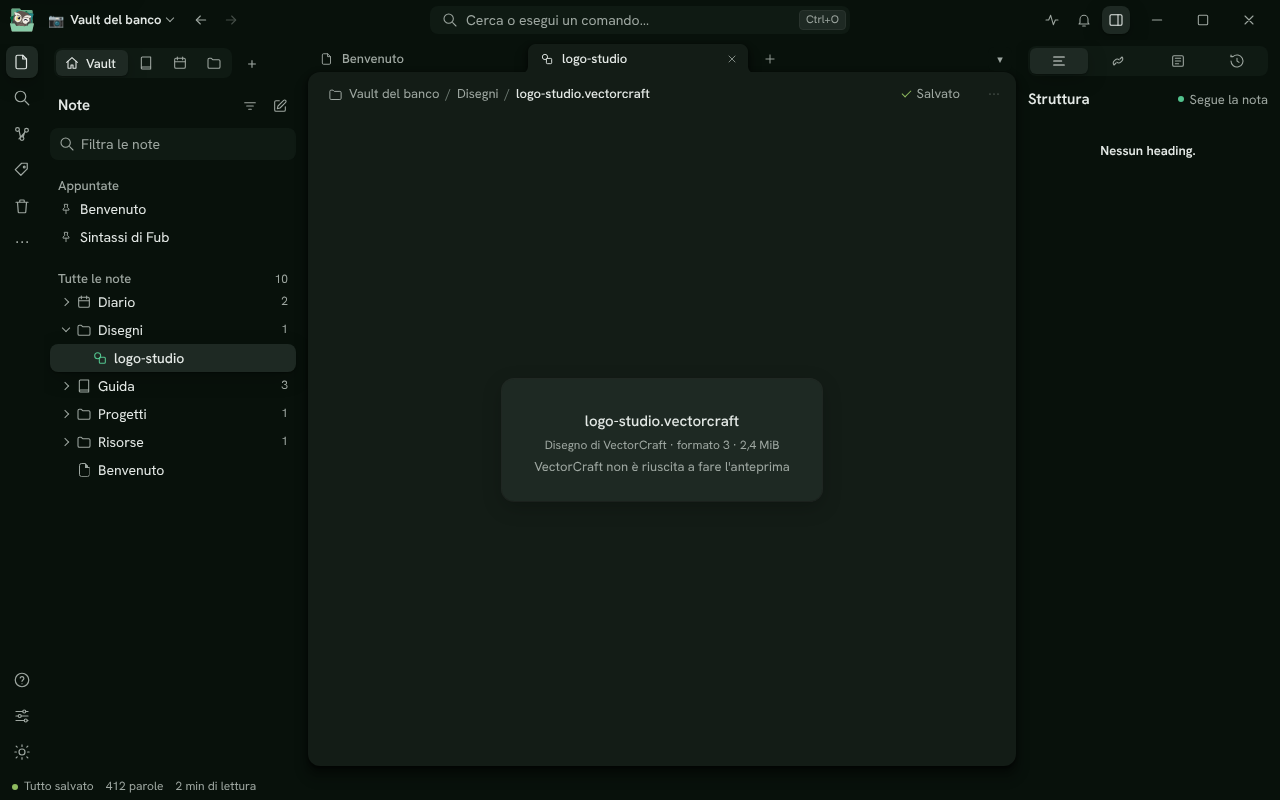 Vault del banco
Cerca o esegui un comando...
Ctrl+O
Vault
Benvenuto
logo-studio
Note
Vault del banco / Disegni / logo-studio.vectorcraft
Salvato
Struttura
Segue la nota
Filtra le note
Nessun heading.
Appuntate
Benvenuto
Sintassi di Fub
Tutte le note 10
Diario 2
Disegni 1
logo-studio
Guida 3
Progetti 1
Risorse 1
Benvenuto
logo-studio.vectorcraft
Disegno di VectorCraft · formato 3 · 2,4 MiB
VectorCraft non è riuscita a fare l'anteprima
Tutto salvato 412 parole 2 min di lettura